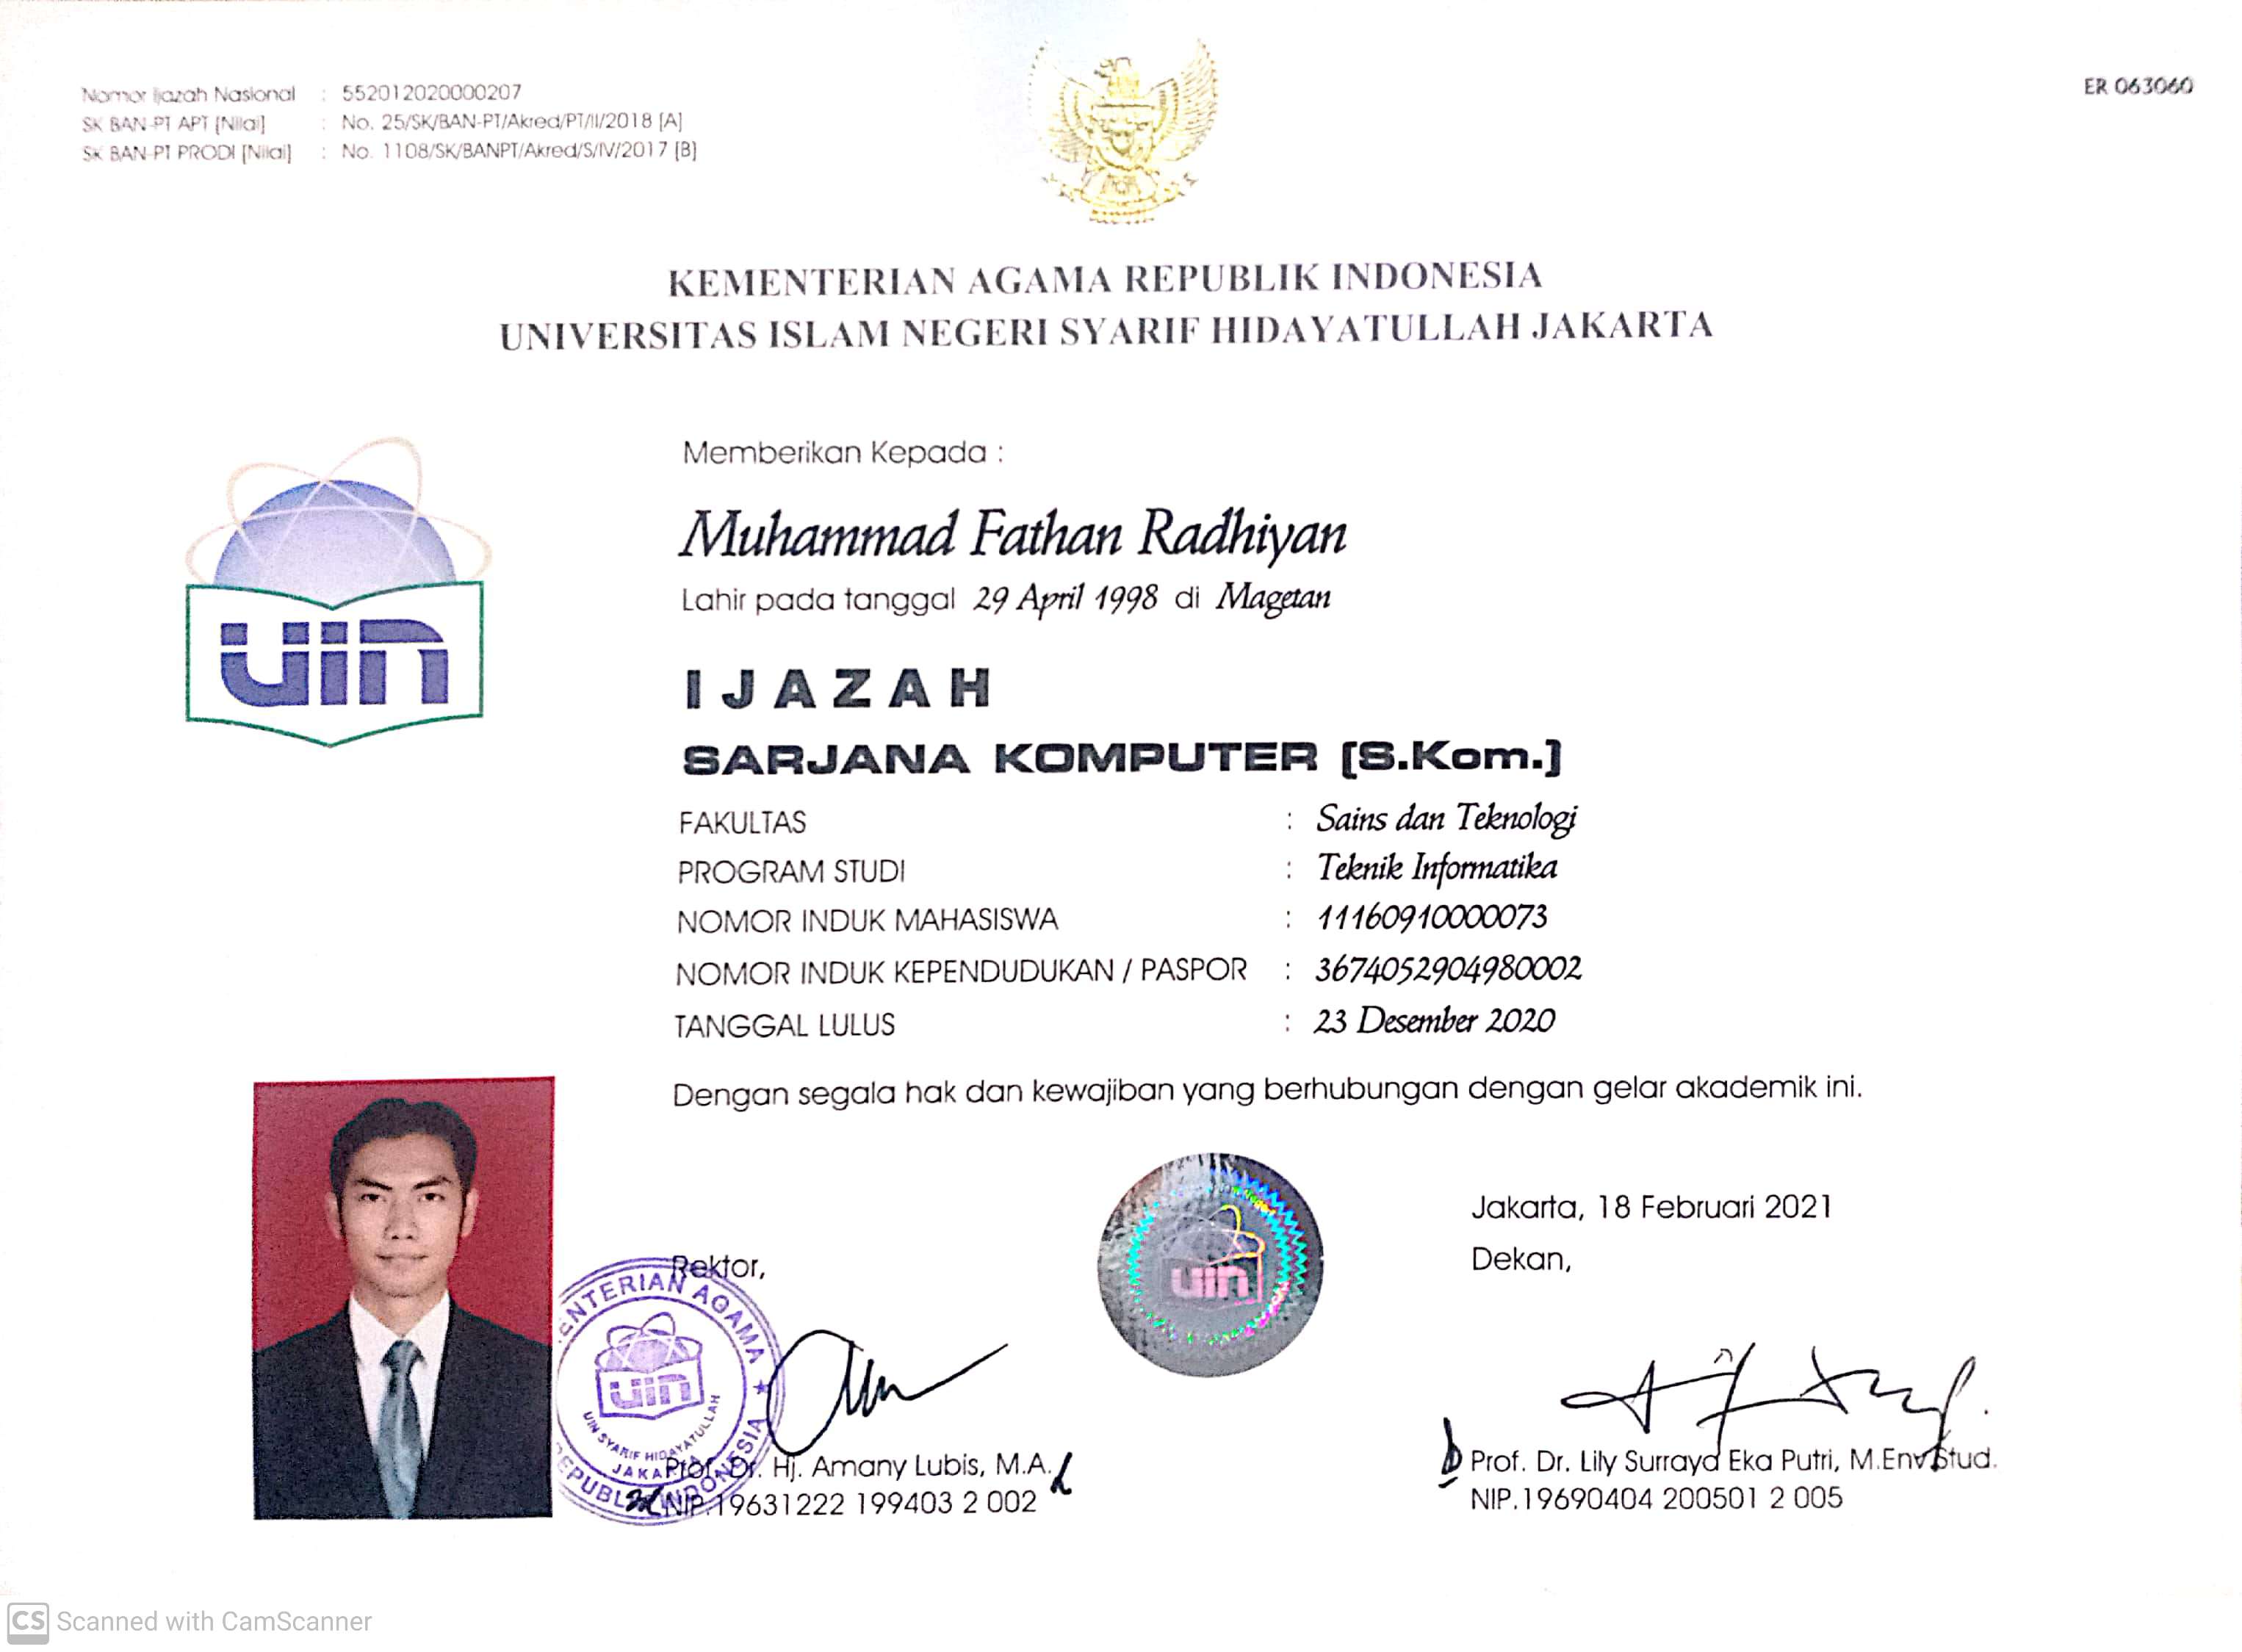 Nomor Ijazah Nasional : 552012020000207
SK BAN-PT APT [Nilai] : No. 25/SK/BAN-PT/Akred/PT/II/2018 [A]
SK BAN-PT PRODI [Nilai] : No. 1108/SK/BANPT/Akred/S/IV/2017 [B]
ER 063060
KEMENTERIAN AGAMA REPUBLIK INDONESIA
UNIVERSITAS ISLAM NEGERI SYARIF HIDAYATULLAH JAKARTA
uin
Memberikan Kepada :
Muhammad Fathan Radhiyan
Lahir pada tanggal 29 April 1998 di Magetan
IJAZAH
SARJANA KOMPUTER [S.Kom.]
FAKULTAS : Sains dan Teknologi
PROGRAM STUDI : Teknik Informatika
NOMOR INDUK MAHASISWA : 11160910000073
NOMOR INDUK KEPENDUDUKAN / PASPOR : 3674052904980002
TANGGAL LULUS : 23 Desember 2020
Dengan segala hak dan kewajiban yang berhubungan dengan gelar akademik ini.
Jakarta, 18 Februari 2021
Rektor,
Dekan,
uin
AGAMA
uin
UIN SYARIF HIDAYATULLAH
JAKARTA
INDONESIA
Prof. Dr. Hj. Amany Lubis, M.A.
NIP.19631222 199403 2 002
Prof. Dr. Lily Surraya Eka Putri, M.Env.Stud.
NIP.19690404 200501 2 005
CS Scanned with CamScanner